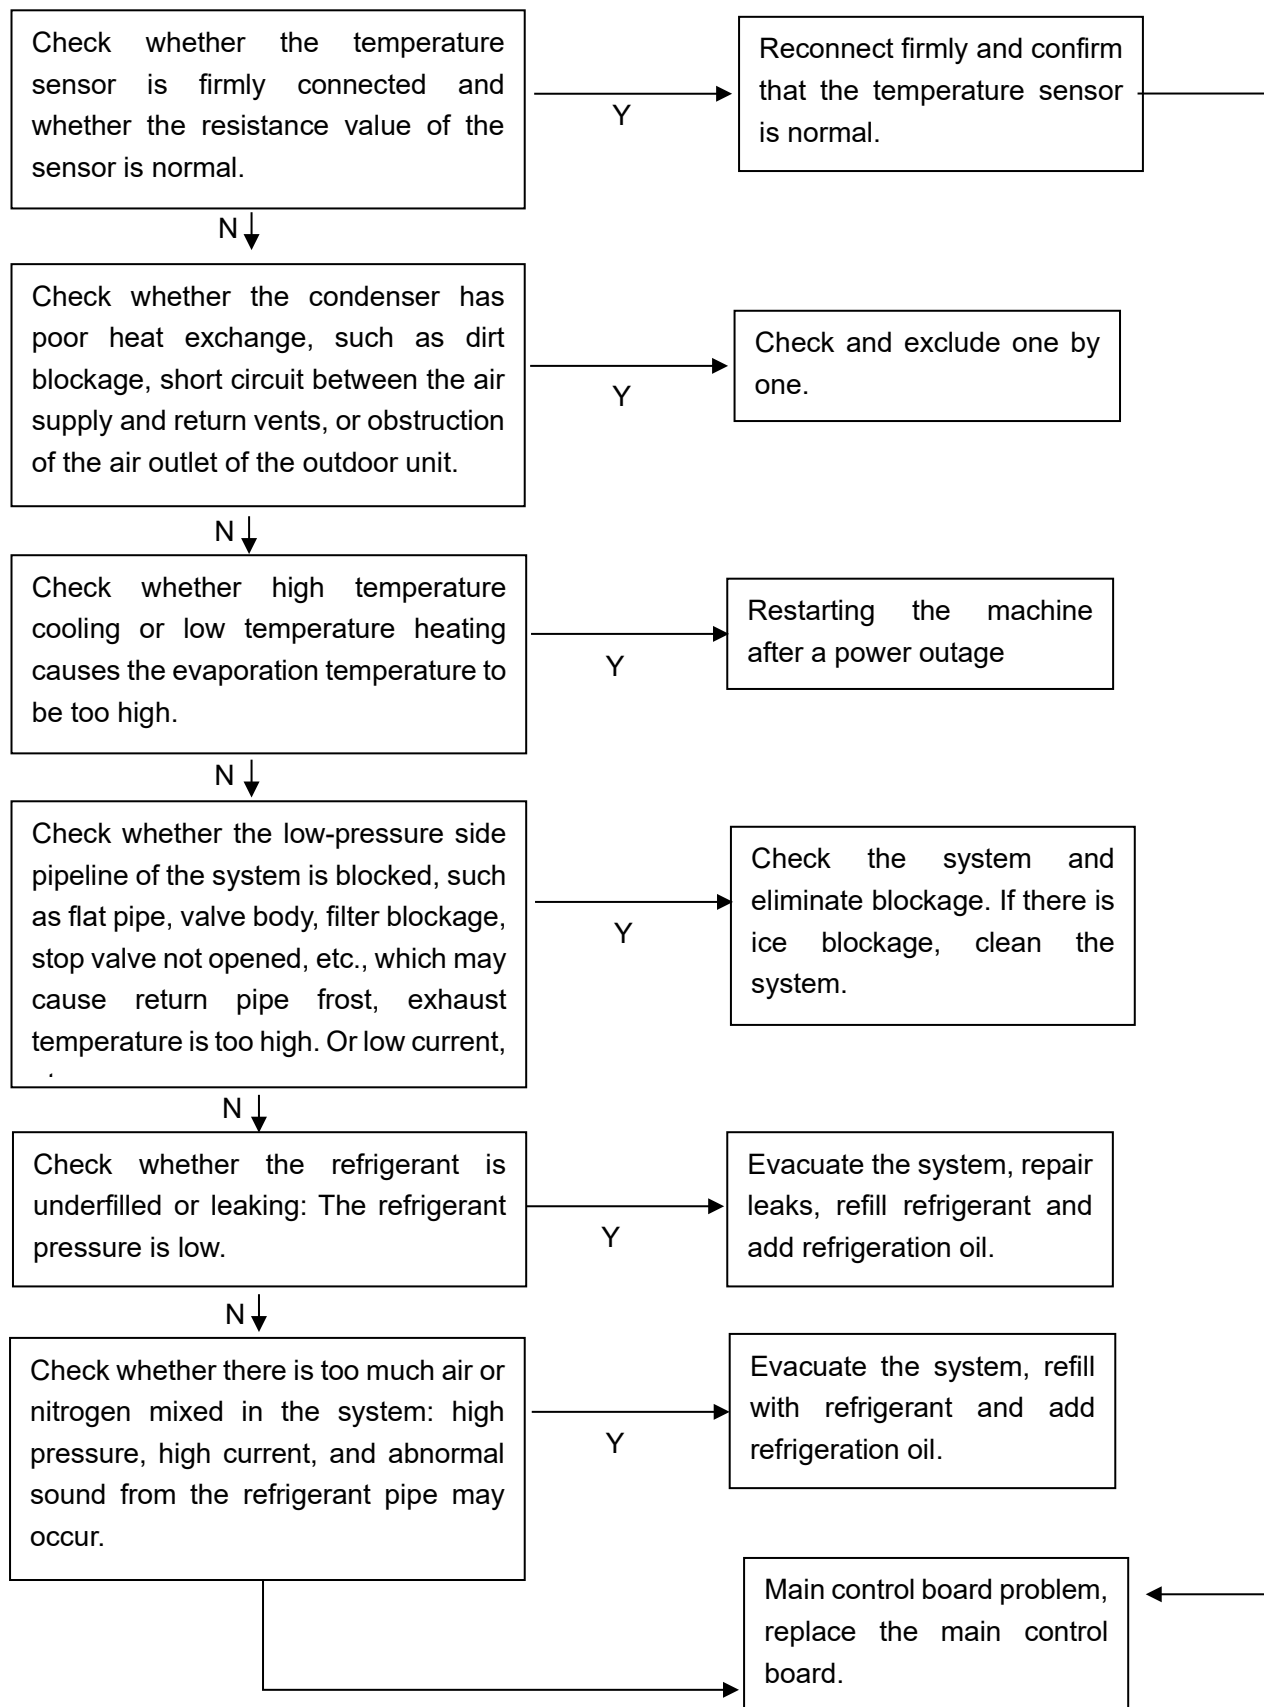 Check whether the temperature
sensor is firmly connected and
whether the resistance value of the
sensor is normal.
Y
Reconnect firmly and confirm
that the temperature sensor
is normal.
N
Check whether the condenser has
poor heat exchange, such as dirt
blockage, short circuit between the air
supply and return vents, or obstruction
of the air outlet of the outdoor unit.
Y
Check and exclude one by
one.
N
Check whether high temperature
cooling or low temperature heating
causes the evaporation temperature to
be too high.
Y
Restarting the machine
after a power outage
N
Check whether the low-pressure side
pipeline of the system is blocked, such
as flat pipe, valve body, filter blockage,
stop valve not opened, etc., which may
cause return pipe frost, exhaust
temperature is too high. Or low current,
Y
Check the system and
eliminate blockage. If there is
ice blockage, clean the
system.
N
Check whether the refrigerant is
underfilled or leaking: The refrigerant
pressure is low.
Y
Evacuate the system, repair
leaks, refill refrigerant and
add refrigeration oil.
N
Check whether there is too much air or
nitrogen mixed in the system: high
pressure, high current, and abnormal
sound from the refrigerant pipe may
occur.
Y
Evacuate the system, refill
with refrigerant and add
refrigeration oil.
Main control board problem,
replace the main control
board.